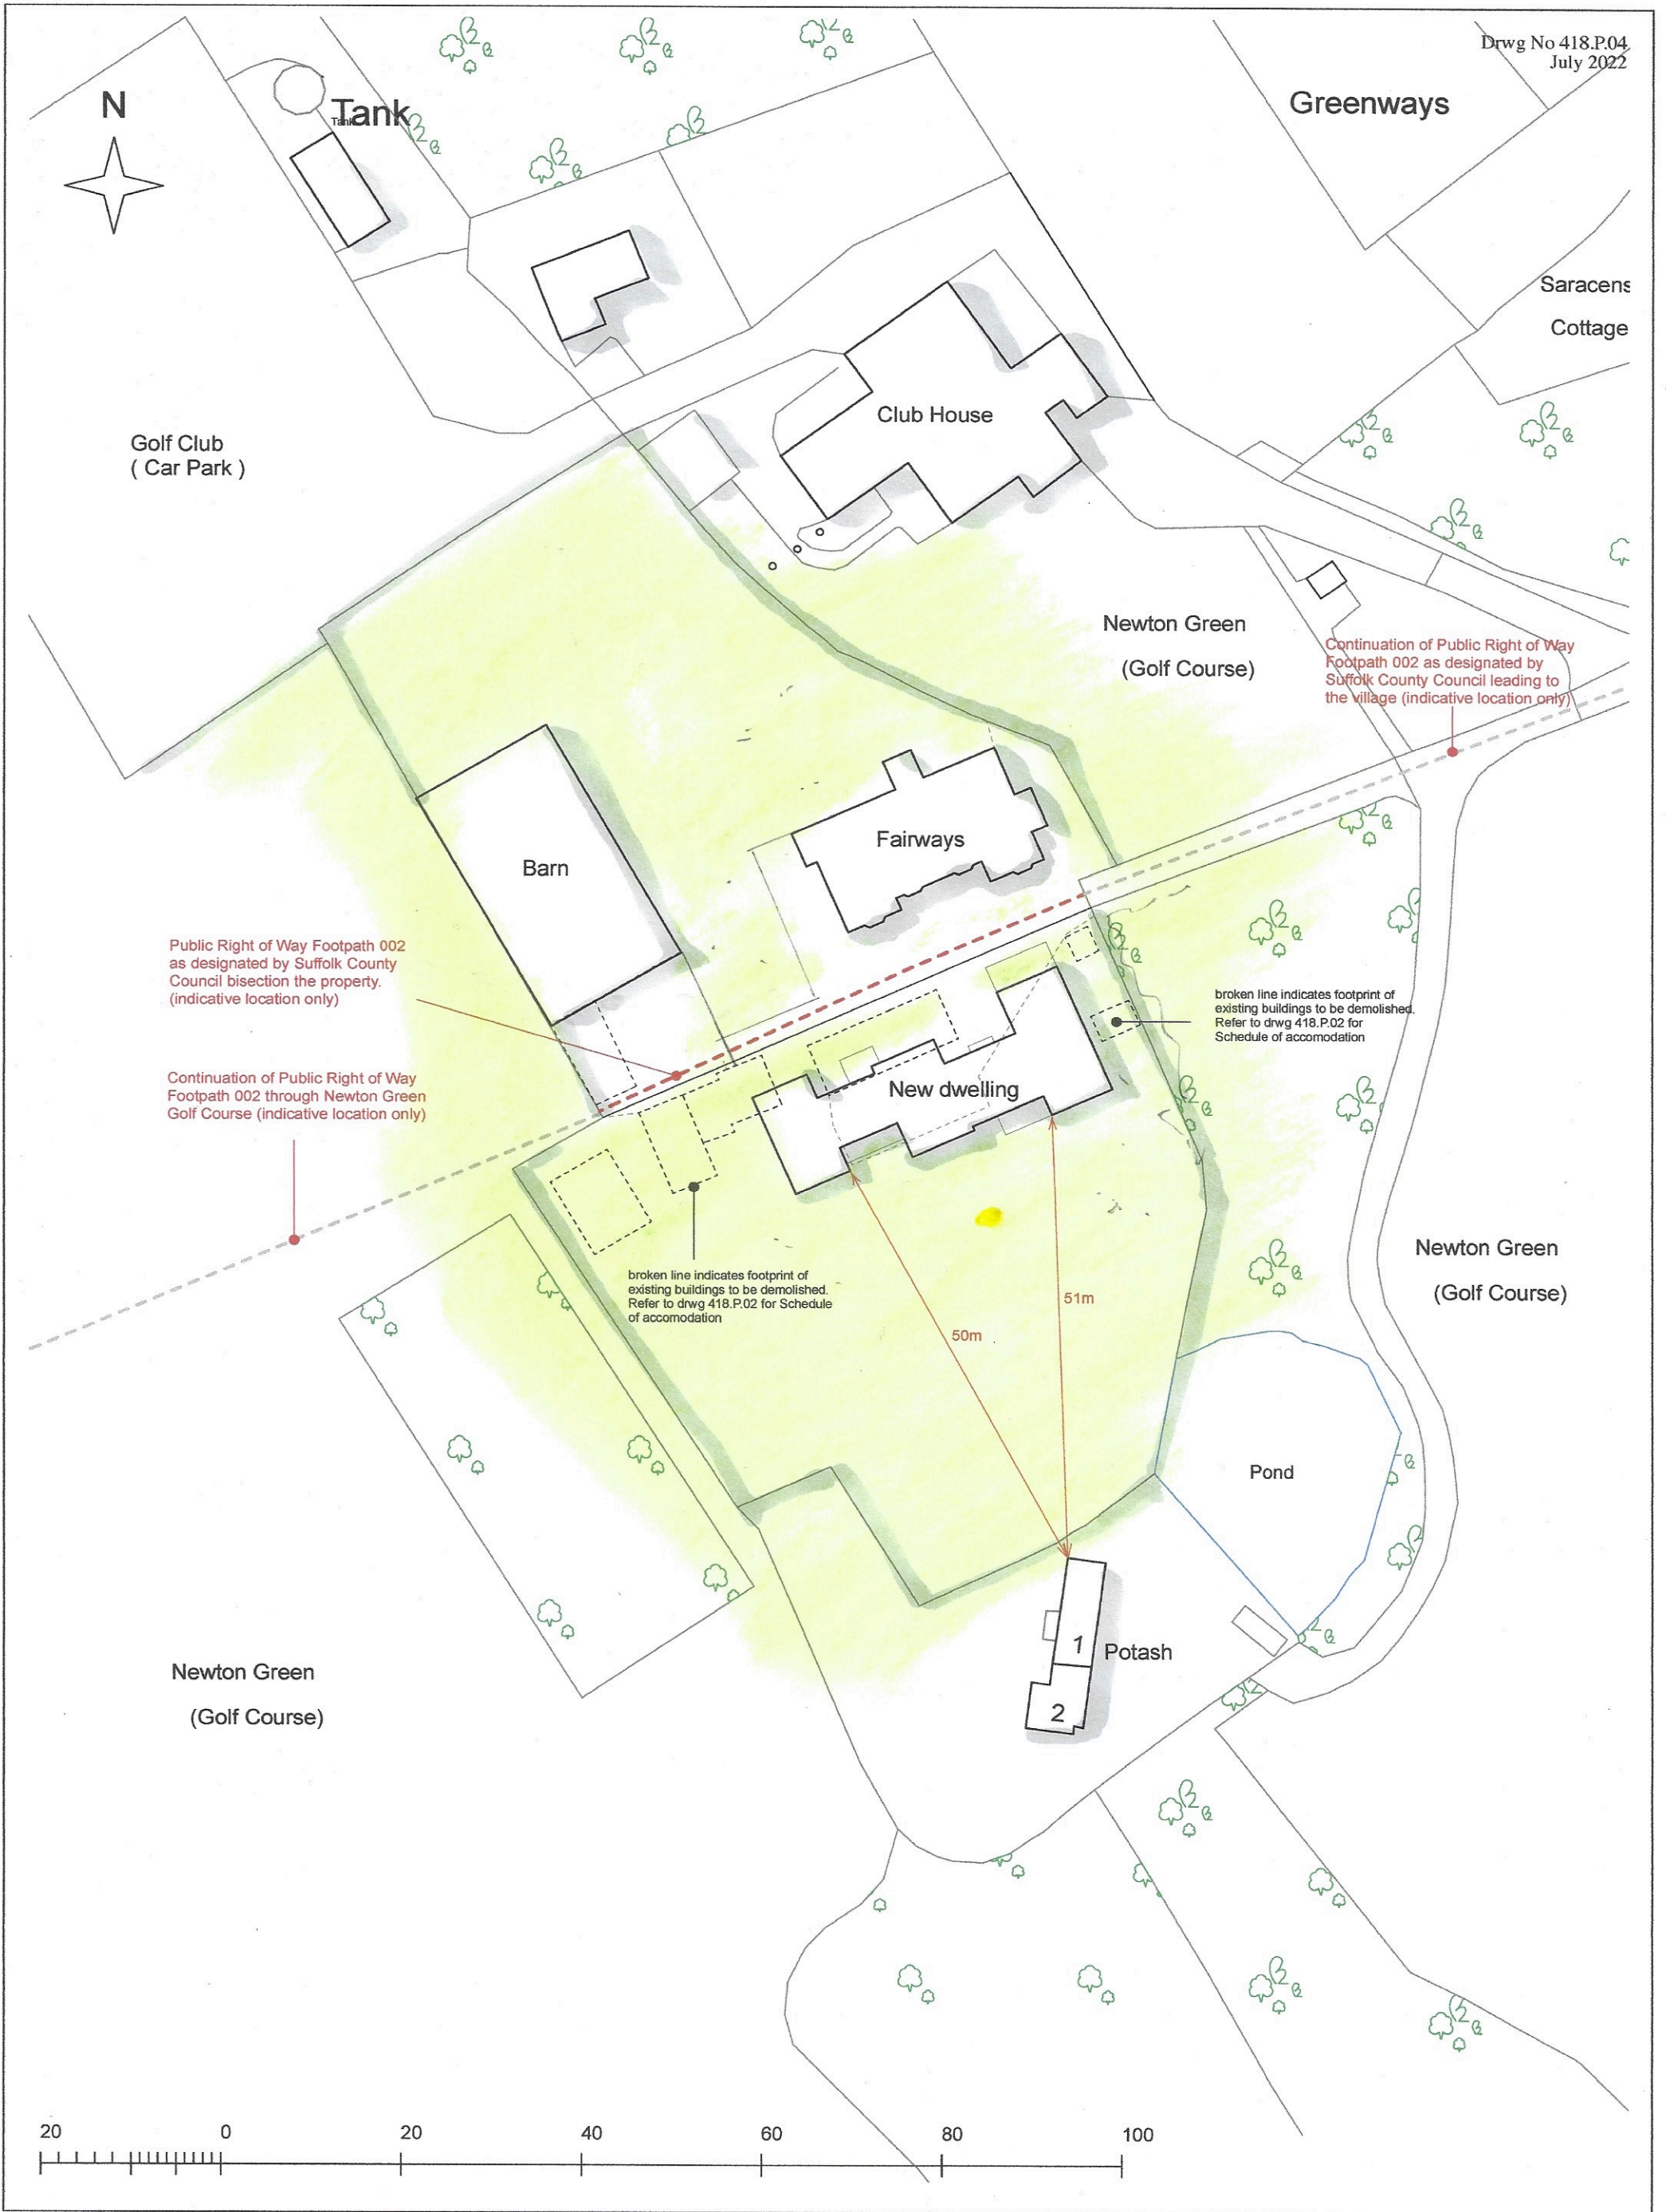 Drwg No 418.P.04
July 2022
N
Tank
Tank
Greenways
Saracens
Cottage
Club House
Golf Club
( Car Park )
Newton Green
(Golf Course)
Continuation of Public Right of Way
Footpath 002 as designated by
Suffolk County Council leading to
the village (indicative location only)
Fairways
Barn
Public Right of Way Footpath 002
as designated by Suffolk County
Council bisection the property.
(indicative location only)
broken line indicates footprint of
existing buildings to be demolished.
Refer to drwg 418.P.02 for
Schedule of accomodation
New dwelling
Continuation of Public Right of Way
Footpath 002 through Newton Green
Golf Course (indicative location only)
broken line indicates footprint of
existing buildings to be demolished.
Refer to drwg 418.P.02 for Schedule
of accomodation
51m
50m
Newton Green
(Golf Course)
Pond
1
Potash
2
Newton Green
(Golf Course)
20 0 20 40 60 80 100